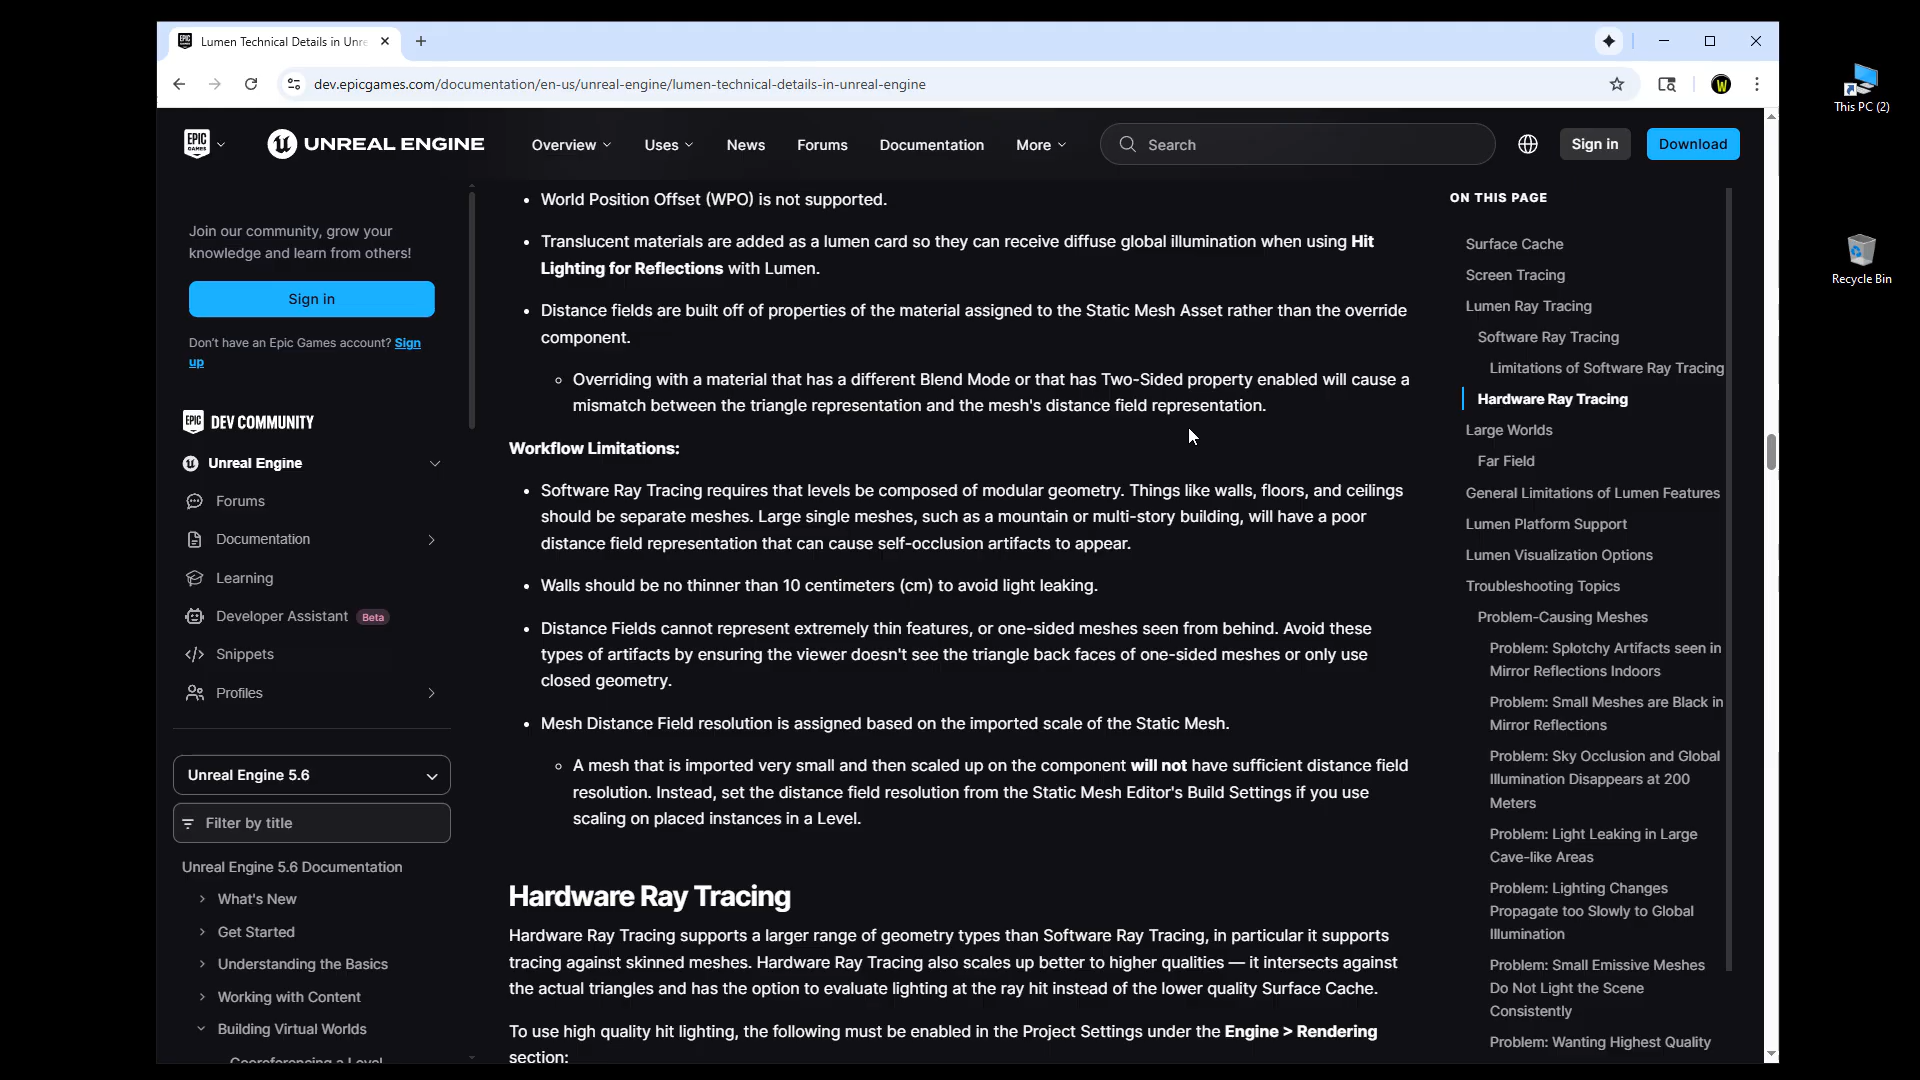 Lumen Technical Details in Unre
dev.epicgames.com/documentation/en-us/unreal-engine/lumen-technical-details-in-unreal-engine
W
This PC (2)
Recycle Bin
EPIC GAMES
UNREAL ENGINE
Overview
Uses
News
Forums
Documentation
More
Search
Sign in
Download
Join our community, grow your
knowledge and learn from others!
Sign in
Don't have an Epic Games account? Sign
up
EPIC GAMES DEV COMMUNITY
Unreal Engine
Forums
Documentation
Learning
Developer Assistant Beta
Snippets
Profiles
Unreal Engine 5.6
Filter by title
Unreal Engine 5.6 Documentation
What's New
Get Started
Understanding the Basics
Working with Content
Building Virtual Worlds
Georeferencing a Level
• World Position Offset (WPO) is not supported.
• Translucent materials are added as a lumen card so they can receive diffuse global illumination when using Hit
Lighting for Reflections with Lumen.
• Distance fields are built off of properties of the material assigned to the Static Mesh Asset rather than the override
component.
◦ Overriding with a material that has a different Blend Mode or that has Two-Sided property enabled will cause a
mismatch between the triangle representation and the mesh's distance field representation.
Workflow Limitations:
• Software Ray Tracing requires that levels be composed of modular geometry. Things like walls, floors, and ceilings
should be separate meshes. Large single meshes, such as a mountain or multi-story building, will have a poor
distance field representation that can cause self-occlusion artifacts to appear.
• Walls should be no thinner than 10 centimeters (cm) to avoid light leaking.
• Distance Fields cannot represent extremely thin features, or one-sided meshes seen from behind. Avoid these
types of artifacts by ensuring the viewer doesn't see the triangle back faces of one-sided meshes or only use
closed geometry.
• Mesh Distance Field resolution is assigned based on the imported scale of the Static Mesh.
◦ A mesh that is imported very small and then scaled up on the component will not have sufficient distance field
resolution. Instead, set the distance field resolution from the Static Mesh Editor's Build Settings if you use
scaling on placed instances in a Level.
Hardware Ray Tracing
Hardware Ray Tracing supports a larger range of geometry types than Software Ray Tracing, in particular it supports
tracing against skinned meshes. Hardware Ray Tracing also scales up better to higher qualities — it intersects against
the actual triangles and has the option to evaluate lighting at the ray hit instead of the lower quality Surface Cache.
To use high quality hit lighting, the following must be enabled in the Project Settings under the Engine > Rendering
section:
ON THIS PAGE
Surface Cache
Screen Tracing
Lumen Ray Tracing
Software Ray Tracing
Limitations of Software Ray Tracing
Hardware Ray Tracing
Large Worlds
Far Field
General Limitations of Lumen Features
Lumen Platform Support
Lumen Visualization Options
Troubleshooting Topics
Problem-Causing Meshes
Problem: Splotchy Artifacts seen in
Mirror Reflections Indoors
Problem: Small Meshes are Black in
Mirror Reflections
Problem: Sky Occlusion and Global
Illumination Disappears at 200
Meters
Problem: Light Leaking in Large
Cave-like Areas
Problem: Lighting Changes
Propagate too Slowly to Global
Illumination
Problem: Small Emissive Meshes
Do Not Light the Scene
Consistently
Problem: Wanting Highest Quality